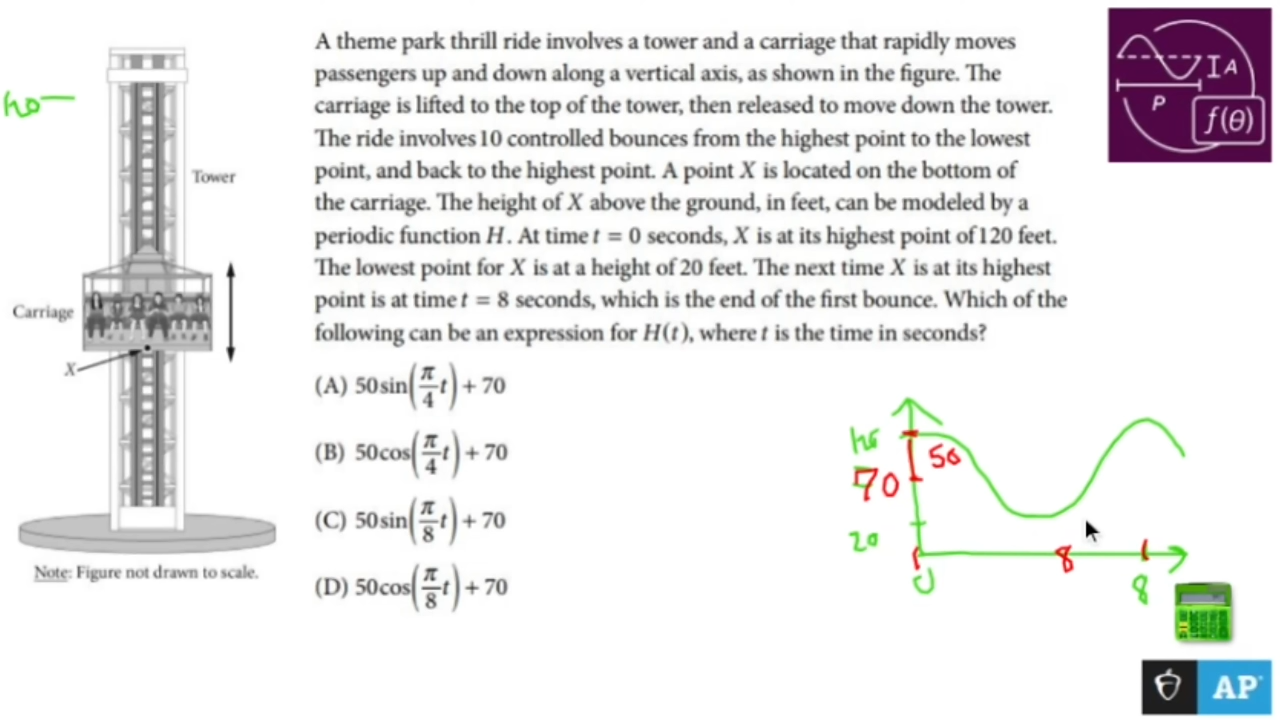 A theme park thrill ride involves a tower and a carriage that rapidly moves
passengers up and down along a vertical axis, as shown in the figure. The
carriage is lifted to the top of the tower, then released to move down the tower.
The ride involves 10 controlled bounces from the highest point to the lowest
point, and back to the highest point. A point X is located on the bottom of
the carriage. The height of X above the ground, in feet, can be modeled by a
periodic function H. At time t = 0 seconds, X is at its highest point of 120 feet.
The lowest point for X is at a height of 20 feet. The next time X is at its highest
point is at time t = 8 seconds, which is the end of the first bounce. Which of the
following can be an expression for H(t), where t is the time in seconds?
(A) 50sin(π/4 t) + 70
(B) 50cos(π/4 t) + 70
(C) 50sin(π/8 t) + 70
(D) 50cos(π/8 t) + 70
Tower
Carriage
X
Note: Figure not drawn to scale.
I A
P
f(θ)
50
70
20
8
0
8
AP